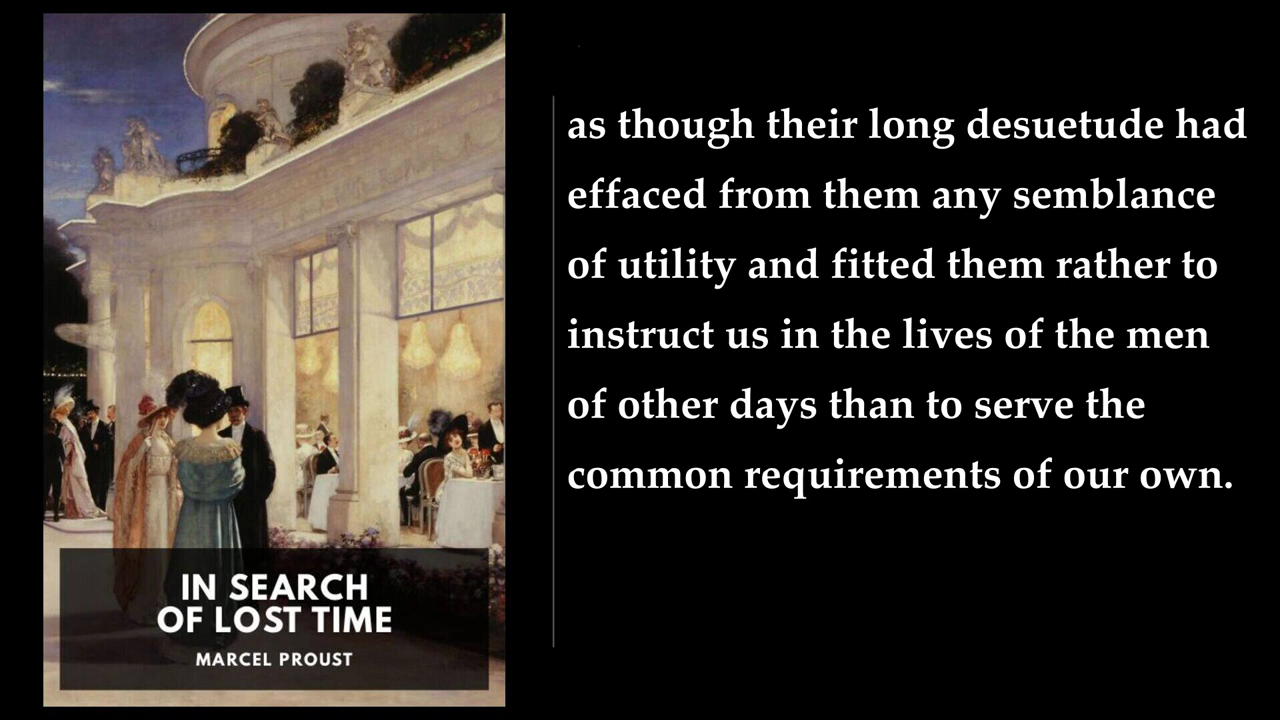 IN SEARCH
OF LOST TIME
MARCEL PROUST
as though their long desuetude had
effaced from them any semblance
of utility and fitted them rather to
instruct us in the lives of the men
of other days than to serve the
common requirements of our own.